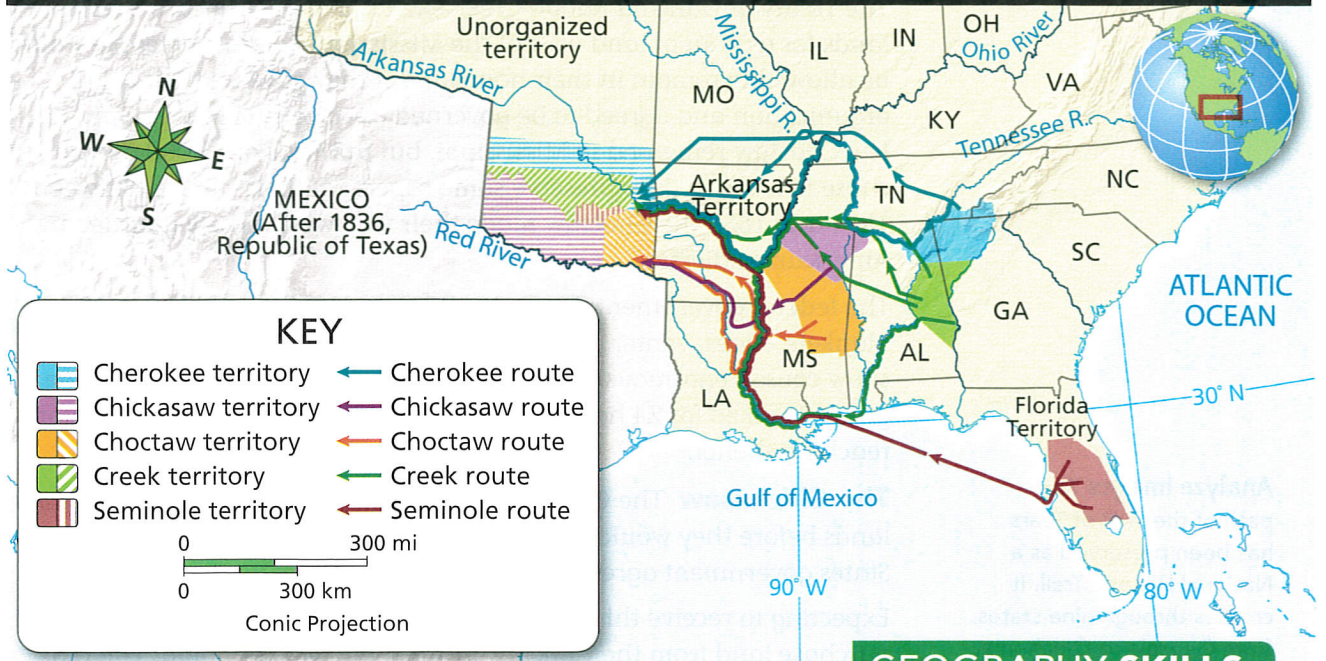 Unorganized
territory
Arkansas River
Mississippi R.
IL
IN
OH
Ohio River
MO
VA
KY
Tennessee R.
N
W
E
S
MEXICO
(After 1836,
Republic of Texas)
Red River
Arkansas
Territory
TN
NC
SC
GA
AL
MS
LA
ATLANTIC
OCEAN
30° N
Florida
Territory
Gulf of Mexico
90° W
80° W
KEY
Cherokee territory
Cherokee route
Chickasaw territory
Chickasaw route
Choctaw territory
Choctaw route
Creek territory
Creek route
Seminole territory
Seminole route
0 300 mi
0 300 km
Conic Projection
GEOGRAPHY SKILLS